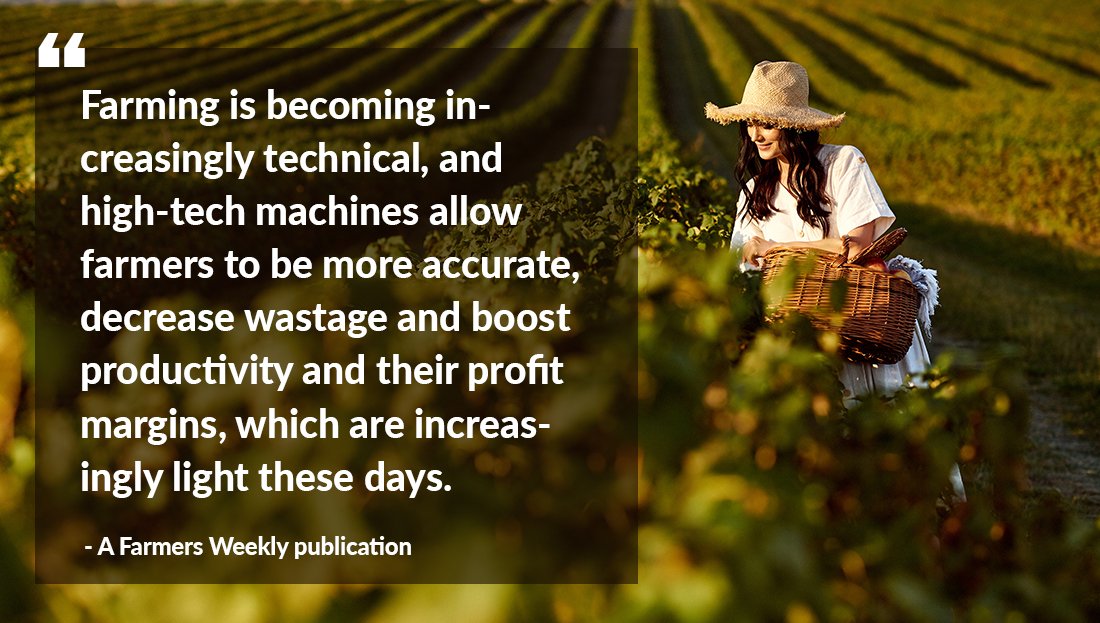 “
Farming is becoming in-
creasingly technical, and
high-tech machines allow
farmers to be more accurate,
decrease wastage and boost
productivity and their profit
margins, which are increas-
ingly light these days.
- A Farmers Weekly publication